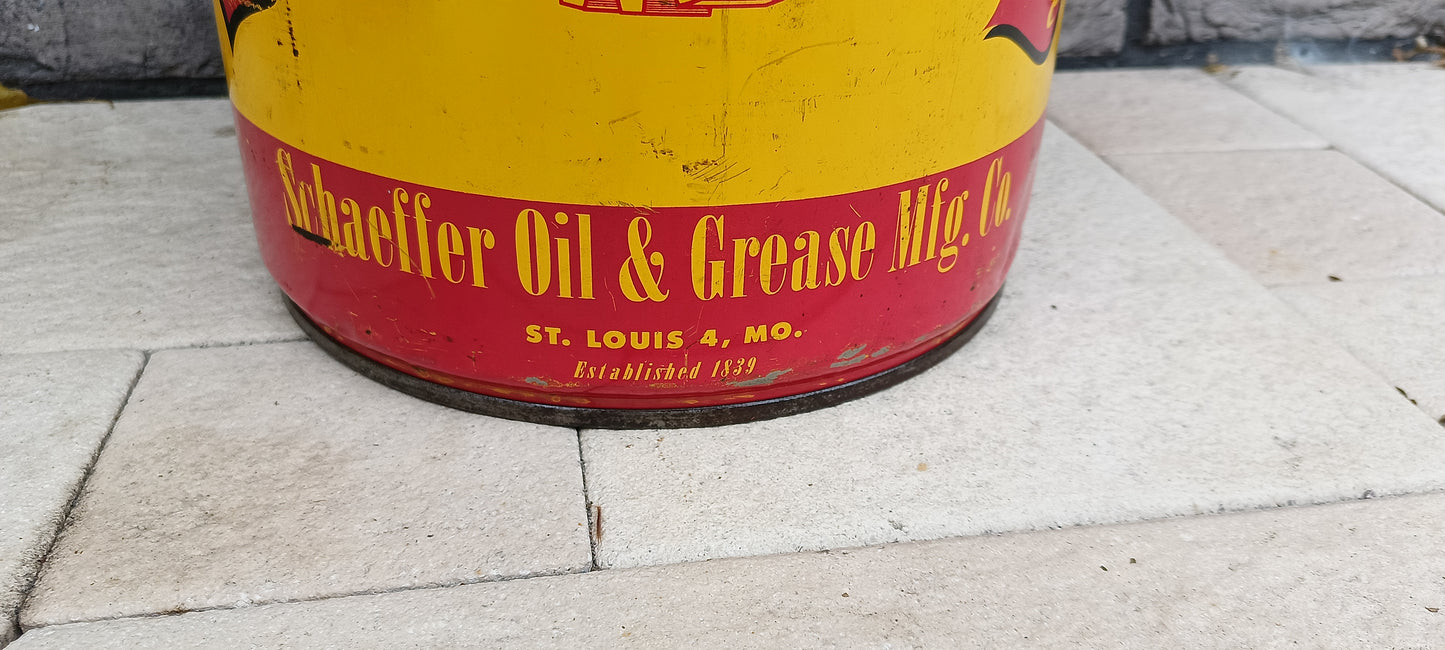 Schaeffer Oil & Grease Mfg. Co.
ST. LOUIS 4, MO.
Established 1839